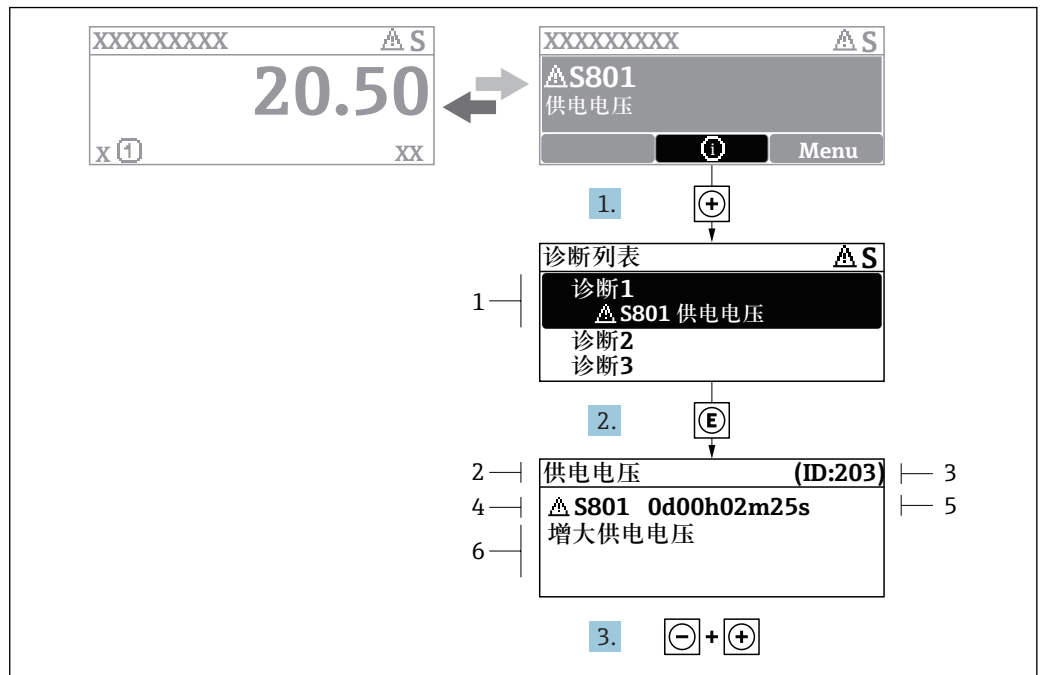 XXXXXXXXX ⚠ S
20.50
x 1 XX
XXXXXXXXX ⚠ S
⚠S801
供电电压
i Menu
1. +
诊断列表 ⚠ S
1
诊断1
⚠ S801 供电电压
诊断2
诊断3
2. E
2 供电电压 (ID:203) 3
4 ⚠ S801 0d00h02m25s 5
6 增大供电电压
3. - + +